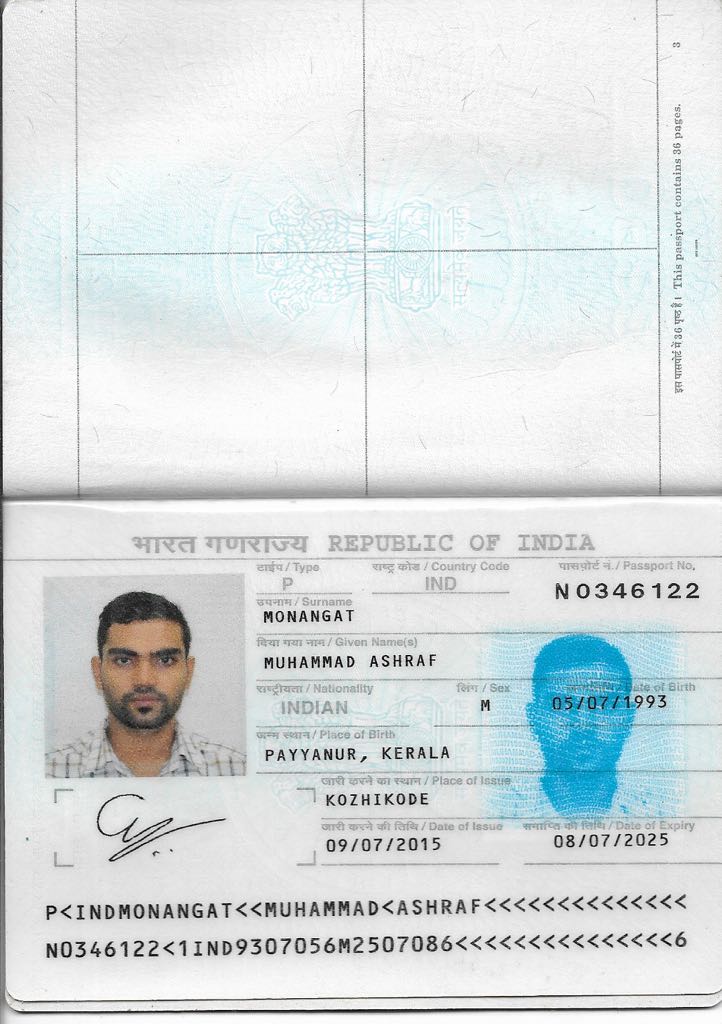 3
इस पासपोर्ट में 36 पृष्ठ हैं। This passport contains 36 pages.
भारत गणराज्य REPUBLIC OF INDIA
टाईप / Type राष्ट्र कोड / Country Code पासपोर्ट नं. / Passport No.
P IND N0346122
उपनाम / Surname
MONANGAT
दिया गया नाम / Given Name(s)
MUHAMMAD ASHRAF
राष्ट्रीयता / Nationality लिंग / Sex Date of Birth
INDIAN M 05/07/1993
जन्म स्थान / Place of Birth
PAYYANUR, KERALA
जारी करने का स्थान / Place of Issue
KOZHIKODE
जारी करने की तिथि / Date of Issue समाप्ति की तिथि / Date of Expiry
09/07/2015 08/07/2025
P<INDMONANGAT<<MUHAMMAD<ASHRAF<<<<<<<<<<<<<<
N0346122<1IND9307056M2507086<<<<<<<<<<<<<<<6